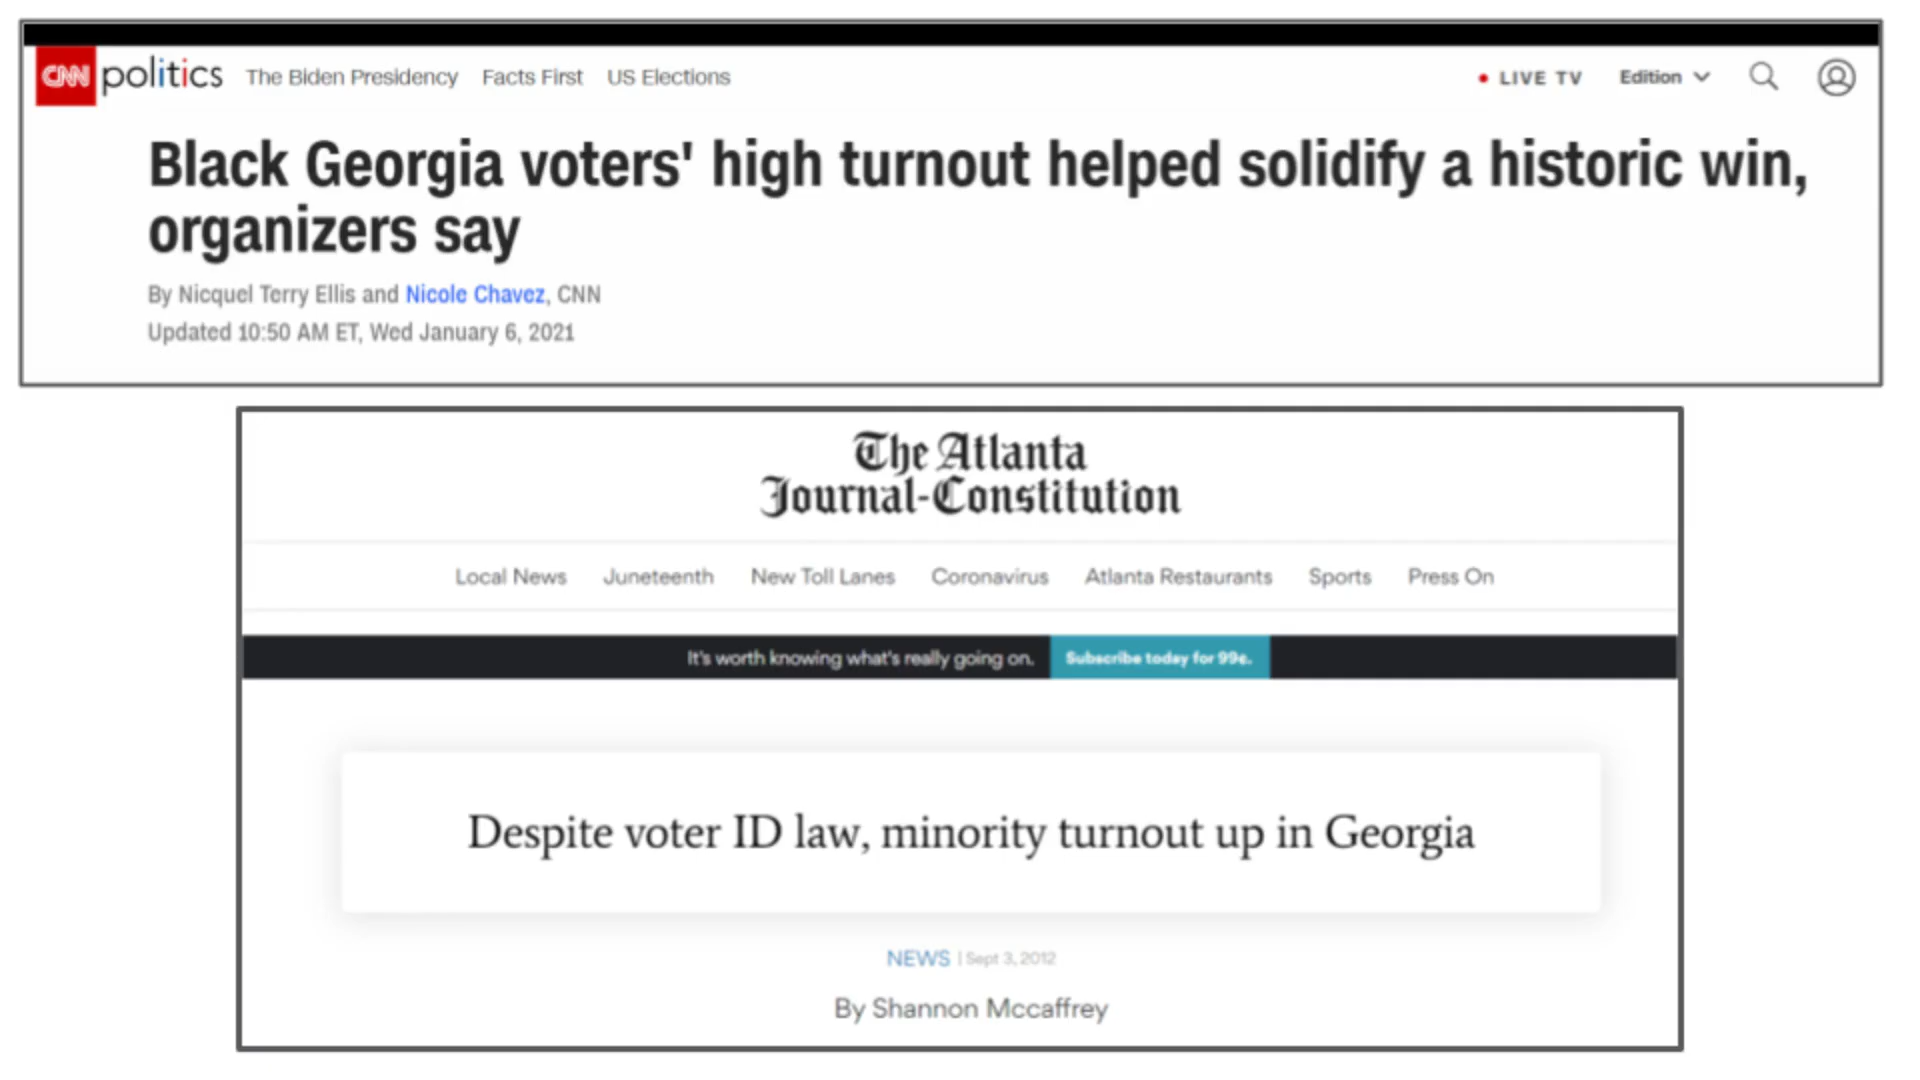 CNN politics The Biden Presidency Facts First US Elections LIVE TV Edition
Black Georgia voters' high turnout helped solidify a historic win,
organizers say
By Nicquel Terry Ellis and Nicole Chavez, CNN
Updated 10:50 AM ET, Wed January 6, 2021
The Atlanta
Journal-Constitution
Local News Juneteenth New Toll Lanes Coronavirus Atlanta Restaurants Sports Press On
It's worth knowing what's really going on. Subscribe today for 99¢.
Despite voter ID law, minority turnout up in Georgia
NEWS | Sept 3, 2012
By Shannon Mccaffrey